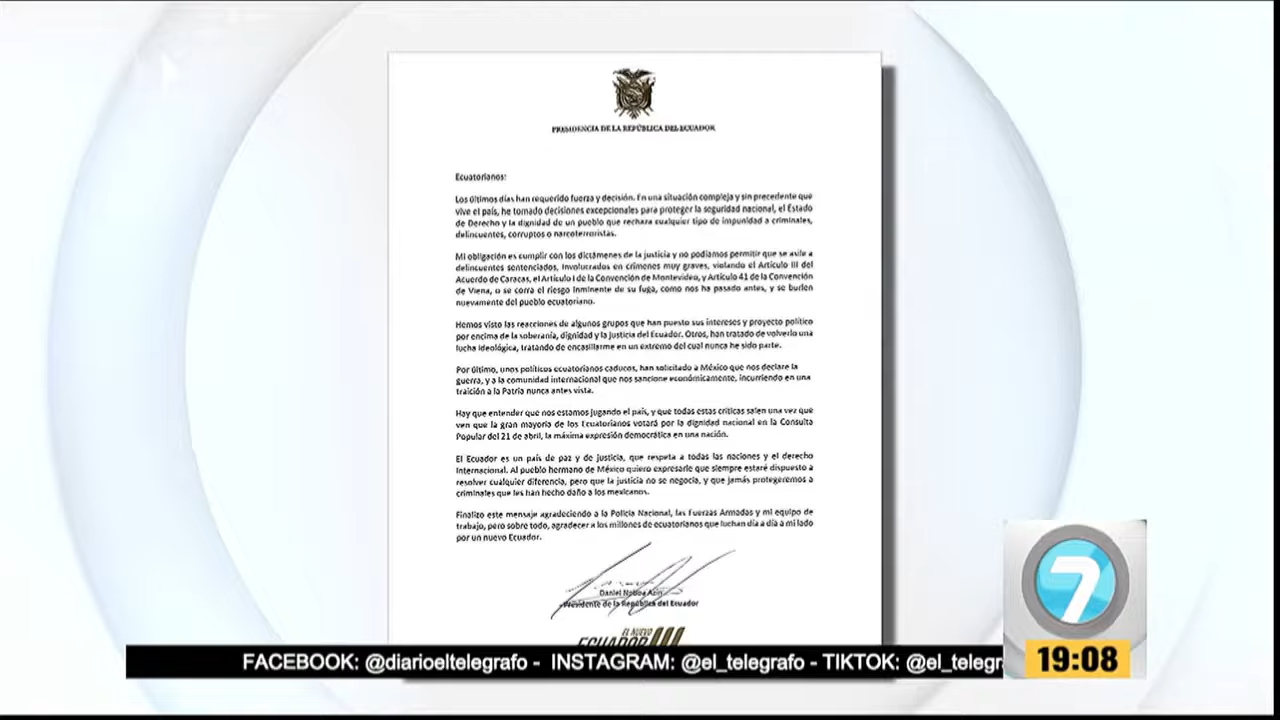 PRESIDENCIA DE LA REPÚBLICA DEL ECUADOR
Ecuatorianos:
Los últimos días han requerido fuerza y decisión. En una situación compleja y sin precedente que
vive el país, he tomado decisiones excepcionales para proteger la seguridad nacional, el Estado
de Derecho y la dignidad de un pueblo que rechaza cualquier tipo de impunidad a criminales,
delincuentes, corruptos o narcoterroristas.
Mi obligación es cumplir con los dictámenes de la justicia y no podíamos permitir que se asile a
delincuentes sentenciados, involucrados en crímenes muy graves, violando el Artículo III del
Acuerdo de Caracas, el Artículo I de la Convención de Montevideo, y Artículo 41 de la Convención
de Viena, o se corra el riesgo inminente de su fuga, como nos ha pasado antes, y se burlen
nuevamente del pueblo ecuatoriano.
Hemos visto las reacciones de algunos grupos que han puesto sus intereses y proyecto político
por encima de la soberanía, dignidad y la justicia del Ecuador. Otros, han tratado de volverlo una
lucha ideológica, tratando de encasillarme en un extremo del cual nunca he sido parte.
Por último, unos políticos ecuatorianos caducos, han solicitado a México que nos declare la
guerra, y a la comunidad internacional que nos sancione económicamente, incurriendo en una
traición a la Patria nunca antes vista.
Hay que entender que nos estamos jugando el país, y que todas estas críticas salen una vez que
ven que la gran mayoría de los Ecuatorianos votará por la dignidad nacional en la Consulta
Popular del 21 de abril, la máxima expresión democrática en una nación.
El Ecuador es un país de paz y de justicia, que respeta a todas las naciones y el derecho
internacional. Al pueblo hermano de México quiero expresarle que siempre estaré dispuesto a
resolver cualquier diferencia, pero que la justicia no se negocia, y que jamás protegeremos a
criminales que les han hecho daño a los mexicanos.
Finalizo este mensaje agradeciendo a la Policía Nacional, las Fuerzas Armadas y mi equipo de
trabajo, pero sobre todo, agradecer a los millones de ecuatorianos que luchan día a día a mi lado
por un nuevo Ecuador.
Daniel Noboa Azín
Presidente de la República del Ecuador
EL NUEVO
ECUADOR
FACEBOOK: @diarioeltelegrafo - INSTAGRAM: @el_telegrafo - TIKTOK: @el_telegra
7
19:08